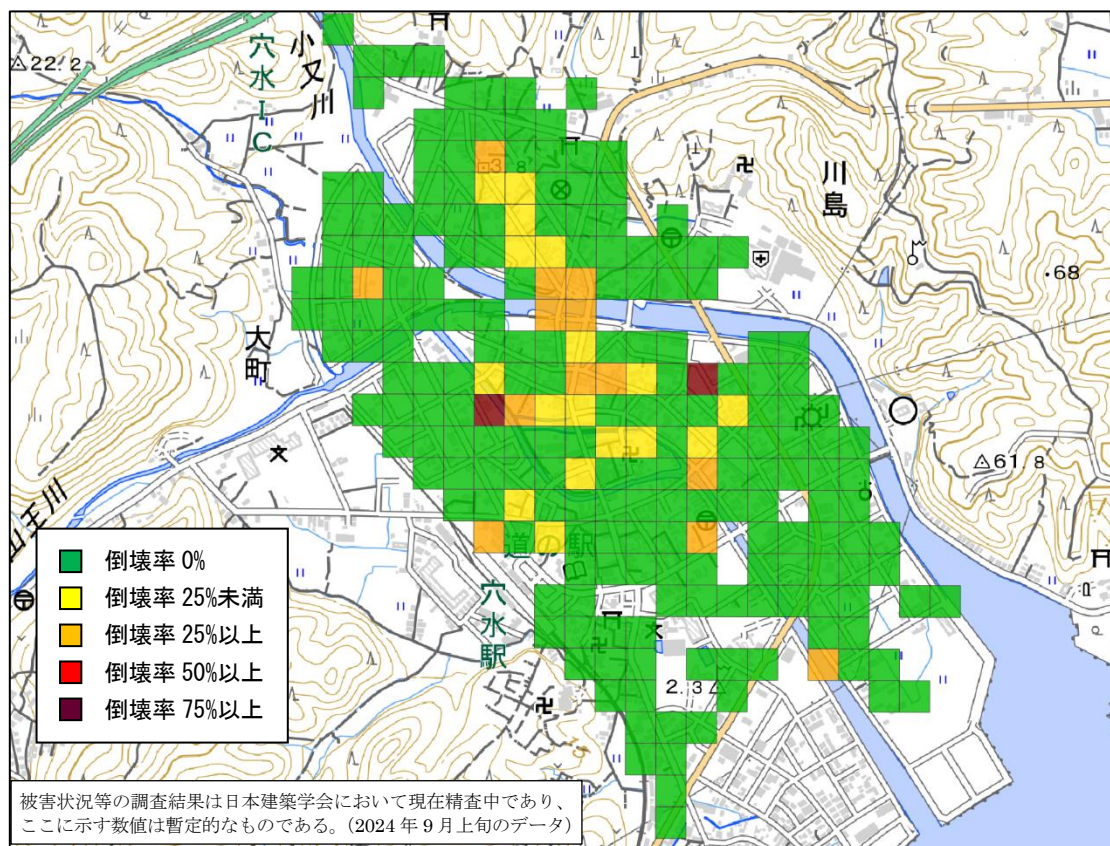 22.2
穴水IC
小又川
3.8
川島
・68
大町
61.8
山王川
道の駅
穴水駅
2.3
倒壊率 0%
倒壊率 25%未満
倒壊率 25%以上
倒壊率 50%以上
倒壊率 75%以上
被害状況等の調査結果は日本建築学会において現在精査中であり、
ここに示す数値は暫定的なものである。(2024年9月上旬のデータ)